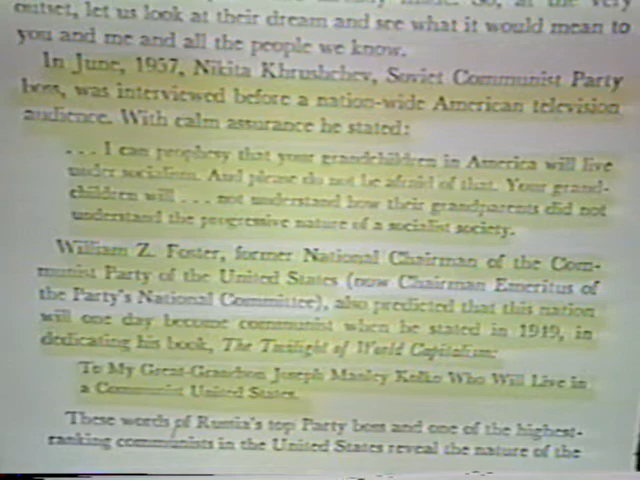 outset, let us look at their dream and see what it would mean to
you and me and all the people we know.
In June, 1957, Nikita Khrushchev, Soviet Communist Party
boss, was interviewed before a nation-wide American television
audience. With calm assurance he stated:
. . . I can prophesy that your grandchildren in America will live
under socialism. And please do not be afraid of that. Your grand-
children will . . . not understand how their grandparents did not
understand the progressive nature of a socialist society.
William Z. Foster, former National Chairman of the Com-
munist Party of the United States (now Chairman Emeritus of
the Party's National Committee), also predicted that this nation
will one day become communist when he stated in 1949, in
dedicating his book, The Twilight of World Capitalism:
To My Great-Grandson Joseph Manley Kolko Who Will Live in
a Communist United States.
These words of Russia's top Party boss and one of the highest-
ranking communists in the United States reveal the nature of the